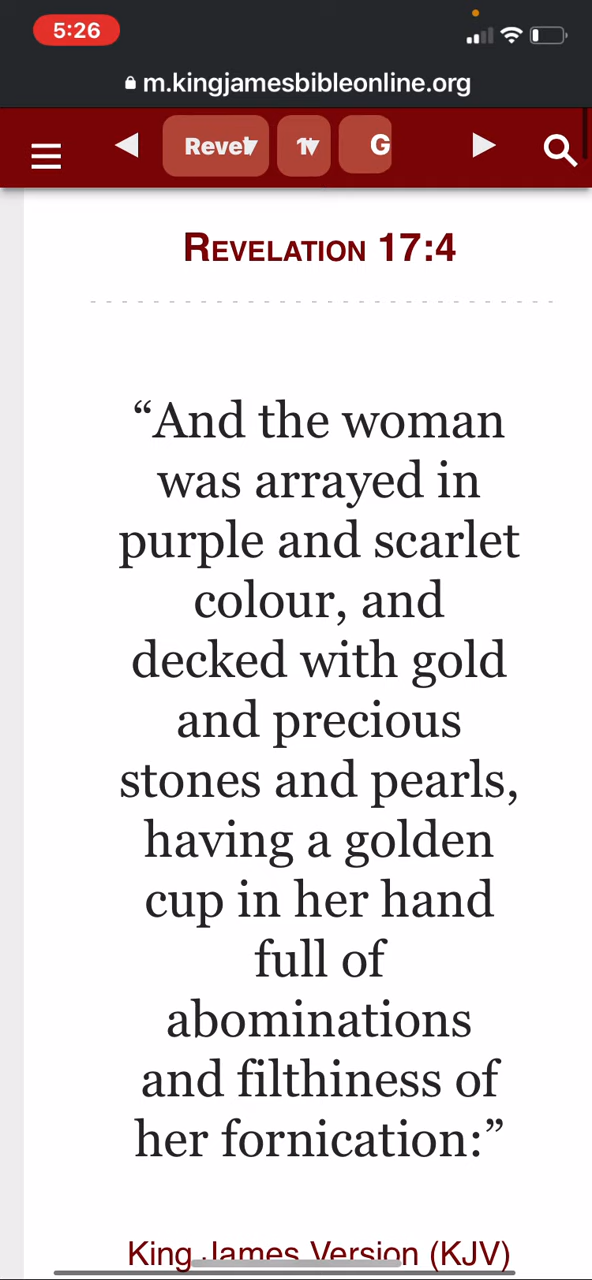 5:26
m.kingjamesbibleonline.org
Revel
G
REVELATION 17:4
“And the woman
was arrayed in
purple and scarlet
colour, and
decked with gold
and precious
stones and pearls,
having a golden
cup in her hand
full of
abominations
and filthiness of
her fornication:”
King James Version (KJV)